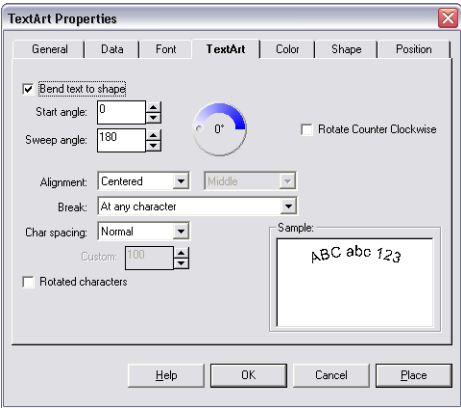 TextArt Properties
General Data Font TextArt Color Shape Position
Bend text to shape
Start angle: 0
0°
Rotate Counter Clockwise
Sweep angle: 180
Alignment: Centered Middle
Break: At any character
Char spacing: Normal
Sample:
Custom: 100
ABC abc 123
Rotated characters
Help OK Cancel Place